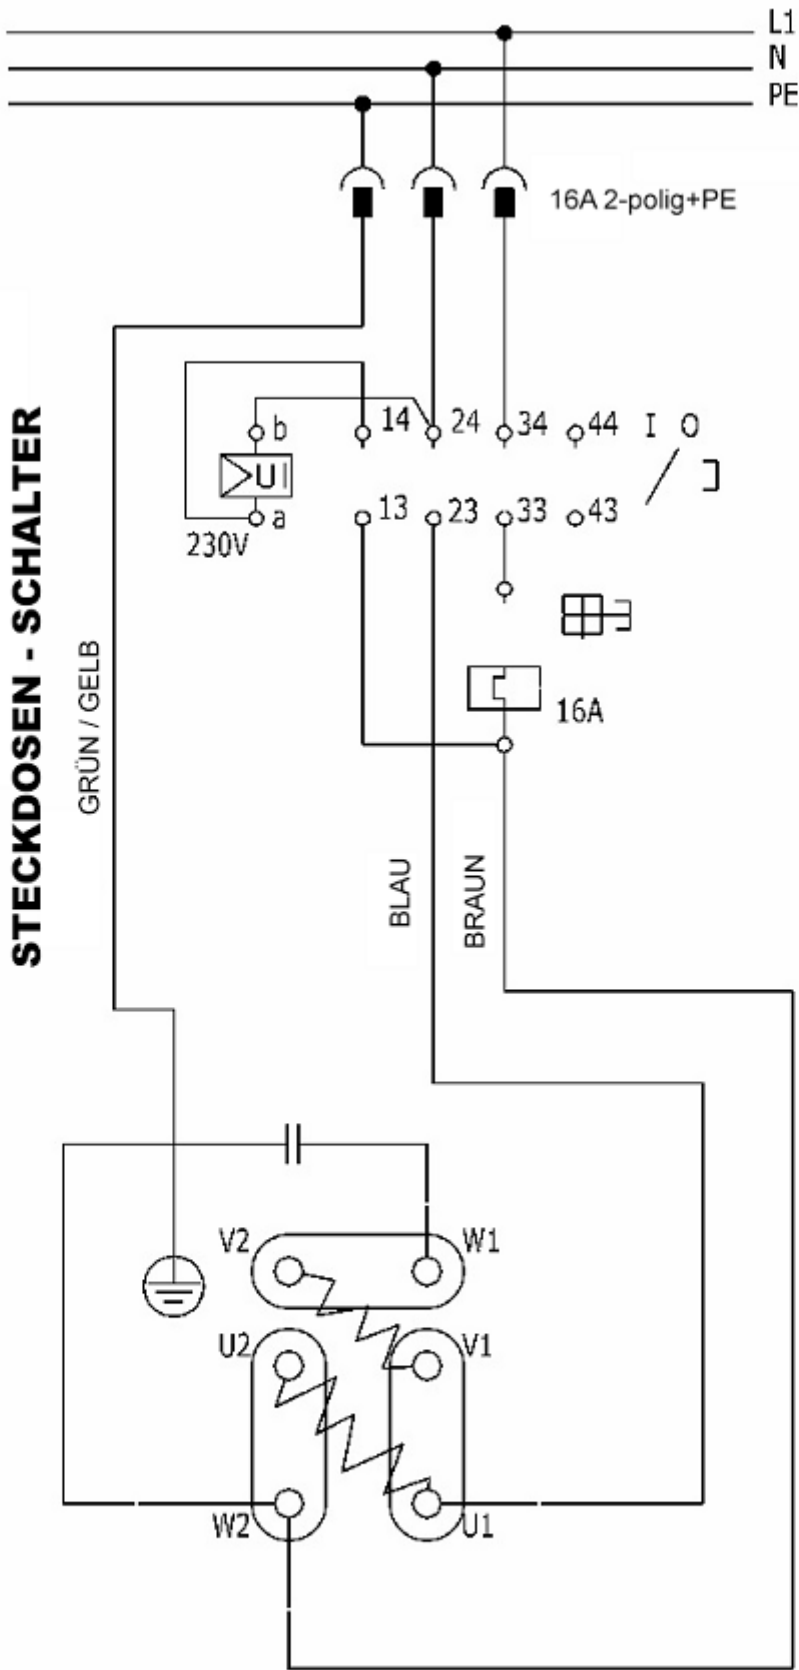 L1
N
PE
16A 2-polig+PE
STECKDOSEN - SCHALTER
b
14
24
34
44
I O
U
a
13
23
33
43
230V
GRÜN / GELB
16A
BLAU
BRAUN
V2
W1
U2
V1
W2
U1